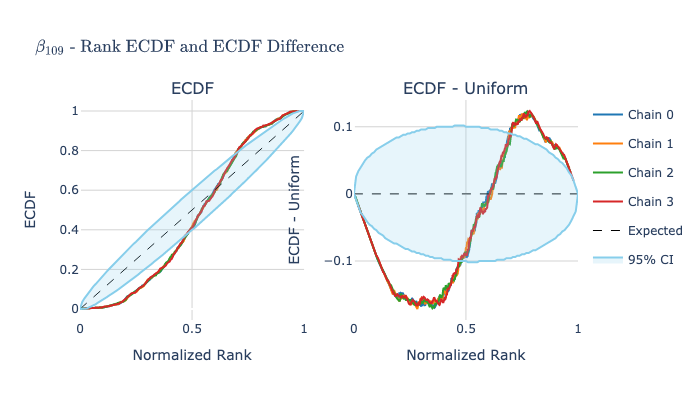 β109 - Rank ECDF and ECDF Difference
ECDF
ECDF - Uniform
1
0.8
0.6
0.4
0.2
0
ECDF
0
0.5
1
Normalized Rank
0.1
0
−0.1
ECDF - Uniform
0
0.5
1
Normalized Rank
Chain 0
Chain 1
Chain 2
Chain 3
Expected
95% CI